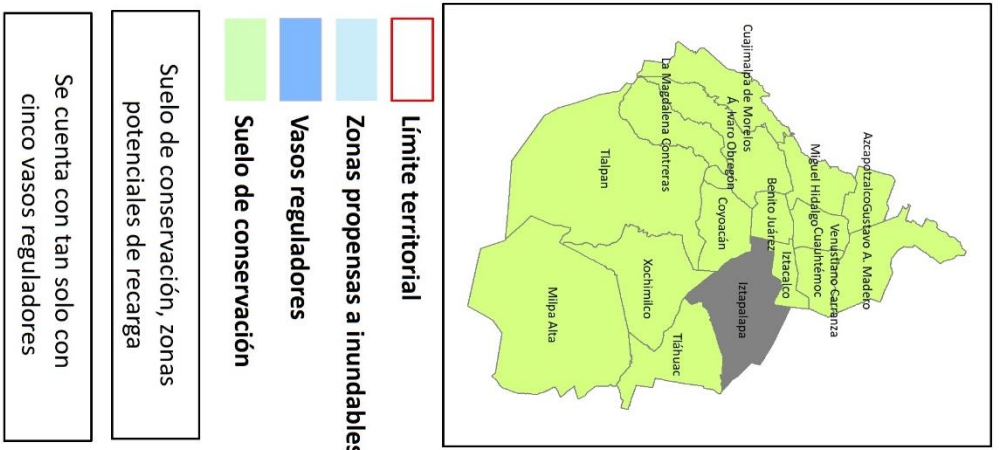 Azcapotzalco
Gustavo A. Madero
Miguel Hidalgo
Cuauhtémoc
Venustiano Carranza
Cuajimalpa de Morelos
Álvaro Obregón
Benito Juárez
Iztacalco
La Magdalena Contreras
Coyoacán
Iztapalapa
Tlalpan
Xochimilco
Tláhuac
Milpa Alta
Límite territorial
Zonas propensas a inundables
Vasos reguladores
Suelo de conservación
Suelo de conservación, zonas
potenciales de recarga
Se cuenta con tan solo con
cinco vasos reguladores